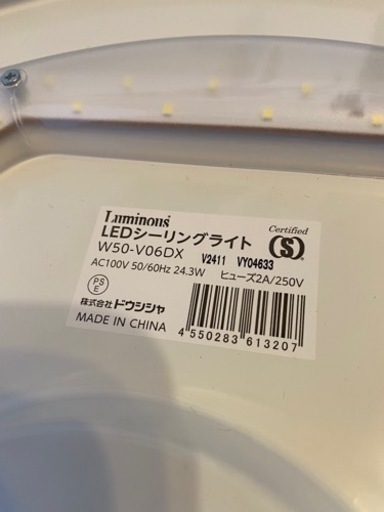 Luminous
LEDシーリングライト
W50-V06DX V2411 VY04633
AC100V 50/60Hz 24.3W ヒューズ2A/250V
Certified
S
PS
E
株式会社ドウシシャ
MADE IN CHINA
4 550283 613207